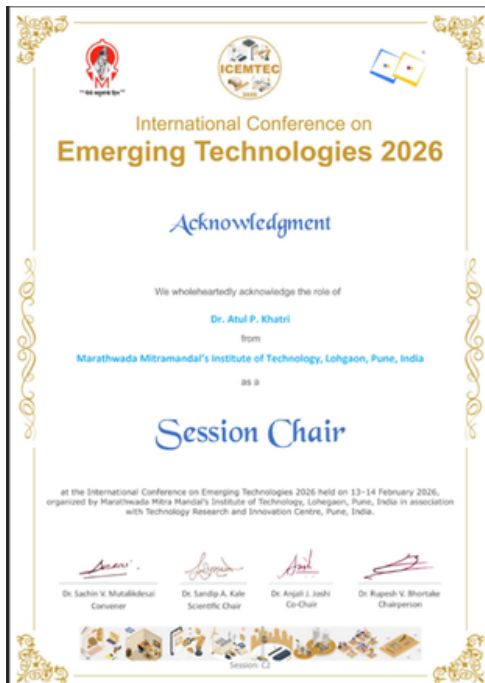 ICEMTEC
2026
International Conference on
Emerging Technologies 2026
Acknowledgment
We wholeheartedly acknowledge the role of
Dr. Atul P. Khatri
from
Marathwada Mitramandal's Institute of Technology, Lohgaon, Pune, India
as a
Session Chair
at the International Conference on Emerging Technologies 2026 held on 13–14 February 2026,
organized by Marathwada Mitra Mandal's Institute of Technology, Lohegaon, Pune, India in association
with Technology Research and Innovation Centre, Pune, India.
Dr. Sachin V. Mutalikdesai
Convener
Dr. Sandip A. Kale
Scientific Chair
Dr. Anjali J. Joshi
Co-Chair
Dr. Rupesh V. Bhortake
Chairperson
Session: C2